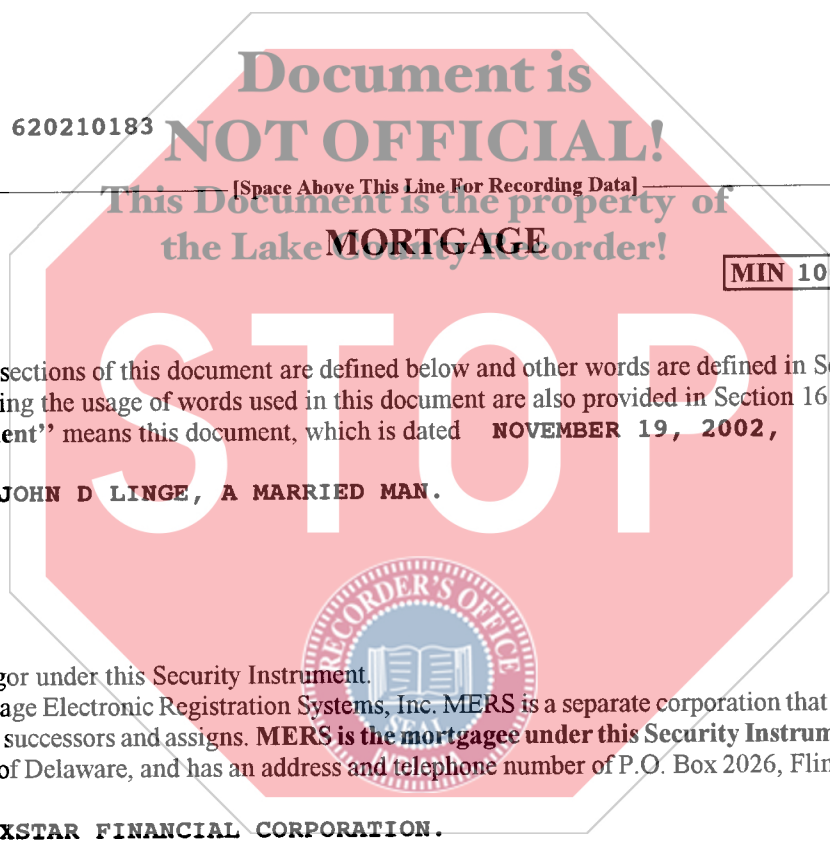 Document is
620210183
NOT OFFICIAL!
[Space Above This Line For Recording Data]
This Document is the property of
the Lake County Recorder!
MORTGAGE
MIN 10
STOP
sections of this document are defined below and other words are defined in S
ing the usage of words used in this document are also provided in Section 16
ent” means this document, which is dated NOVEMBER 19, 2002,
JOHN D LINGE, A MARRIED MAN.
RECORDER'S OFFICE
SEAL
INDIANA
gor under this Security Instrument.
age Electronic Registration Systems, Inc. MERS is a separate corporation that
successors and assigns. MERS is the mortgagee under this Security Instrum
of Delaware, and has an address and telephone number of P.O. Box 2026, Flin
XSTAR FINANCIAL CORPORATION.